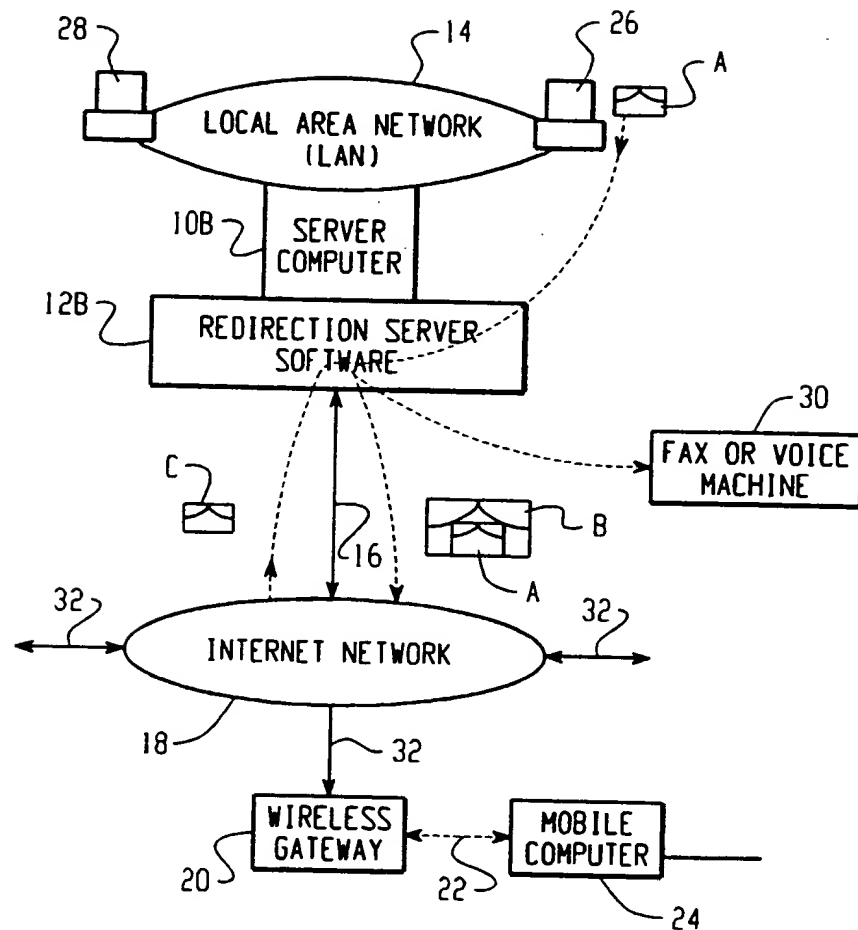 28
14
26
A
LOCAL AREA NETWORK
(LAN)
10B
SERVER
COMPUTER
12B
REDIRECTION SERVER
SOFTWARE
30
FAX OR VOICE
MACHINE
C
16
B
A
32
INTERNET NETWORK
32
18
32
WIRELESS
GATEWAY
MOBILE
COMPUTER
20
22
24